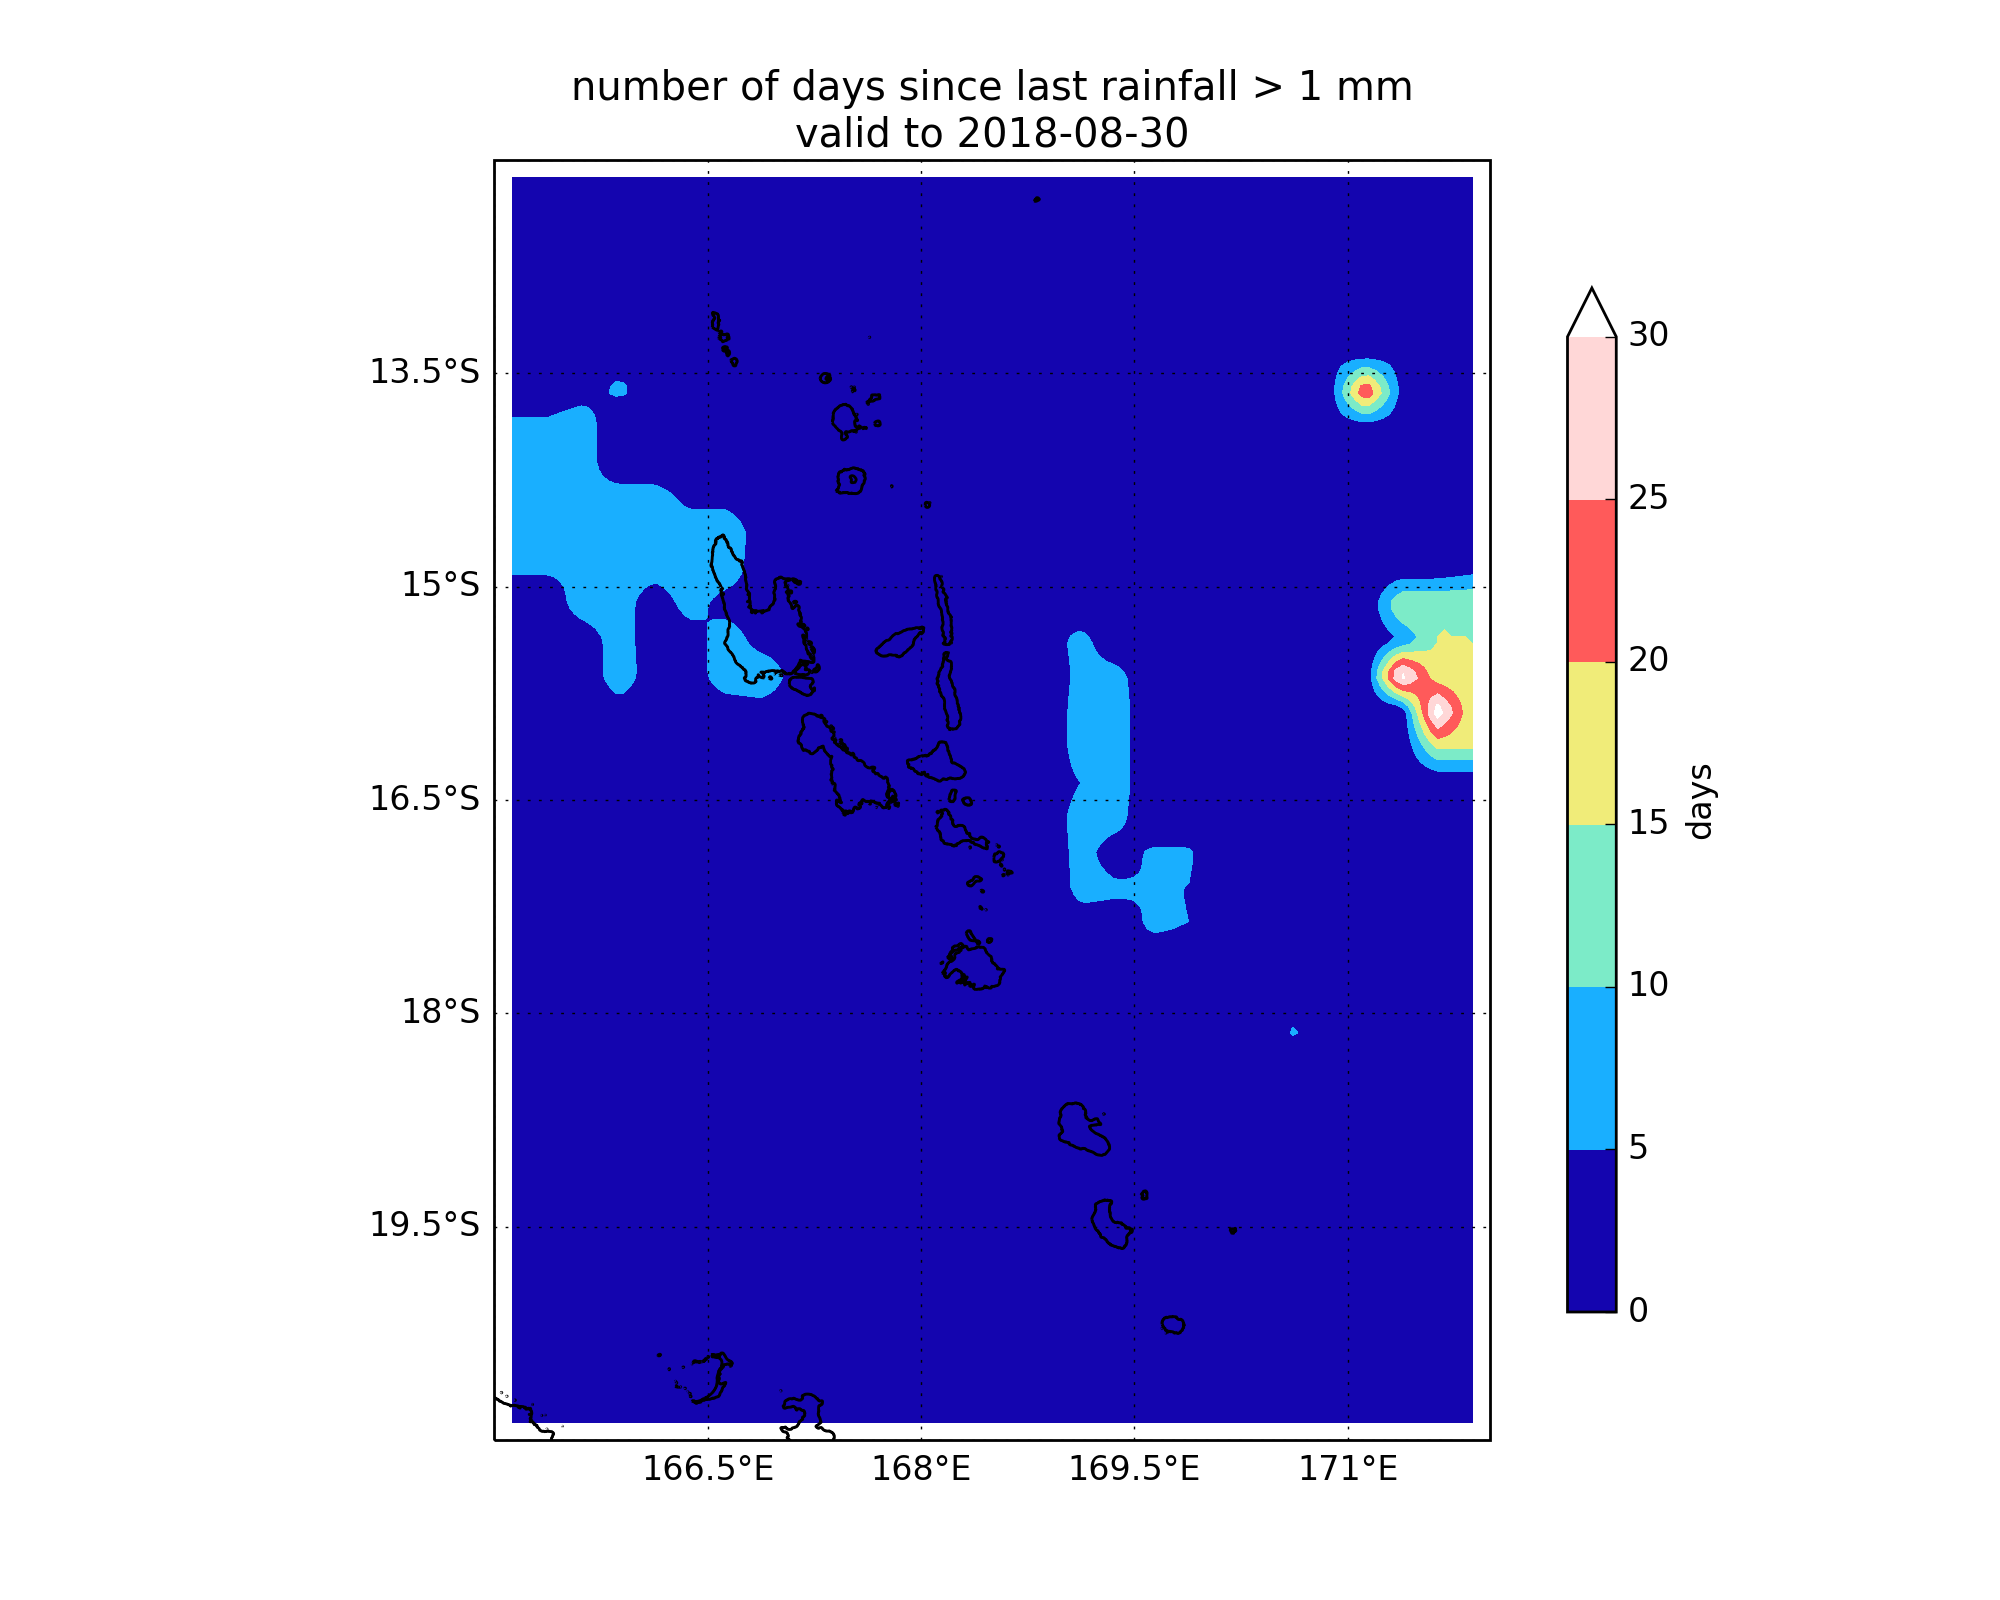 number of days since last rainfall > 1 mm
valid to 2018-08-30
13.5°S
15°S
16.5°S
18°S
19.5°S
166.5°E
168°E
169.5°E
171°E
30
25
20
15
10
5
0
days